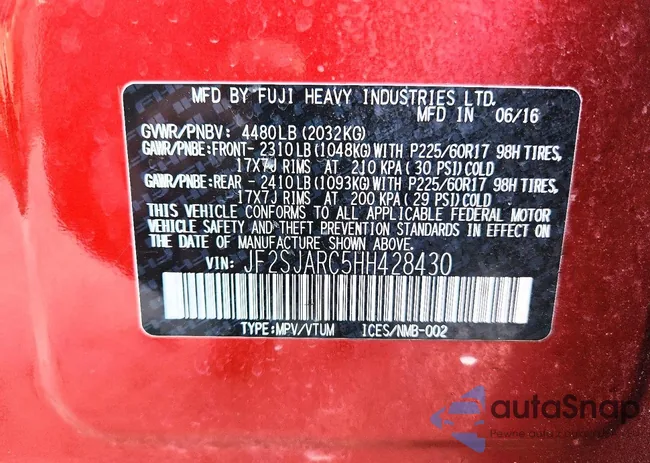 MFD BY FUJI HEAVY INDUSTRIES LTD.
MFD IN 06/16
GVWR/PNBV: 4480LB(2032KG)
GAWR/PNBE:FRONT-2310LB(1048KG)WITH P225/60R17 98H TIRES,
17X7J RIMS AT 210 KPA(30 PSI)COLD
GAWR/PNBE:REAR -2410LB(1093KG)WITH P225/60R17 98H TIRES,
17X7J RIMS AT 200 KPA(29 PSI)COLD
THIS VEHICLE CONFORMS TO ALL APPLICABLE FEDERAL MOTOR
VEHICLE SAFETY AND THEFT PREVENTION STANDARDS IN EFFECT ON
THE DATE OF MANUFACTURE SHOWN ABOVE.
VIN: JF2SJARC5HH428430
TYPE:MPV/VTUM ICES/NMB-002
autaSnap
Pewne auta z